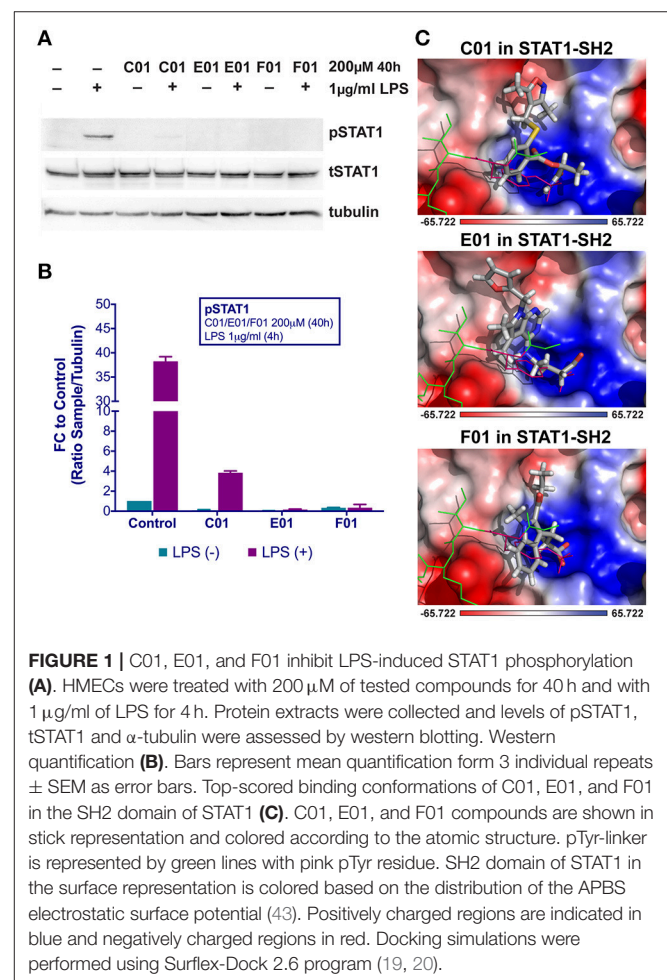 A
– – C01 C01 E01 E01 F01 F01 200µM 40h
– + – + – + – + 1µg/ml LPS
pSTAT1
tSTAT1
tubulin
B
50
45
40
35
30
10
8
6
4
2
0
FC to Control
(Ratio Sample/Tubulin)
pSTAT1
C01/E01/F01 200µM (40h)
LPS 1µg/ml (4h)
Control C01 E01 F01
LPS (-) LPS (+)
C
C01 in STAT1-SH2
-65.722 65.722
E01 in STAT1-SH2
-65.722 65.722
F01 in STAT1-SH2
-65.722 65.722
FIGURE 1 | C01, E01, and F01 inhibit LPS-induced STAT1 phosphorylation
(A). HMECs were treated with 200 µM of tested compounds for 40 h and with
1 µg/ml of LPS for 4 h. Protein extracts were collected and levels of pSTAT1,
tSTAT1 and α-tubulin were assessed by western blotting. Western
quantification (B). Bars represent mean quantification form 3 individual repeats
± SEM as error bars. Top-scored binding conformations of C01, E01, and F01
in the SH2 domain of STAT1 (C). C01, E01, and F01 compounds are shown in
stick representation and colored according to the atomic structure. pTyr-linker
is represented by green lines with pink pTyr residue. SH2 domain of STAT1 in
the surface representation is colored based on the distribution of the APBS
electrostatic surface potential (43). Positively charged regions are indicated in
blue and negatively charged regions in red. Docking simulations were
performed using Surflex-Dock 2.6 program (19, 20).